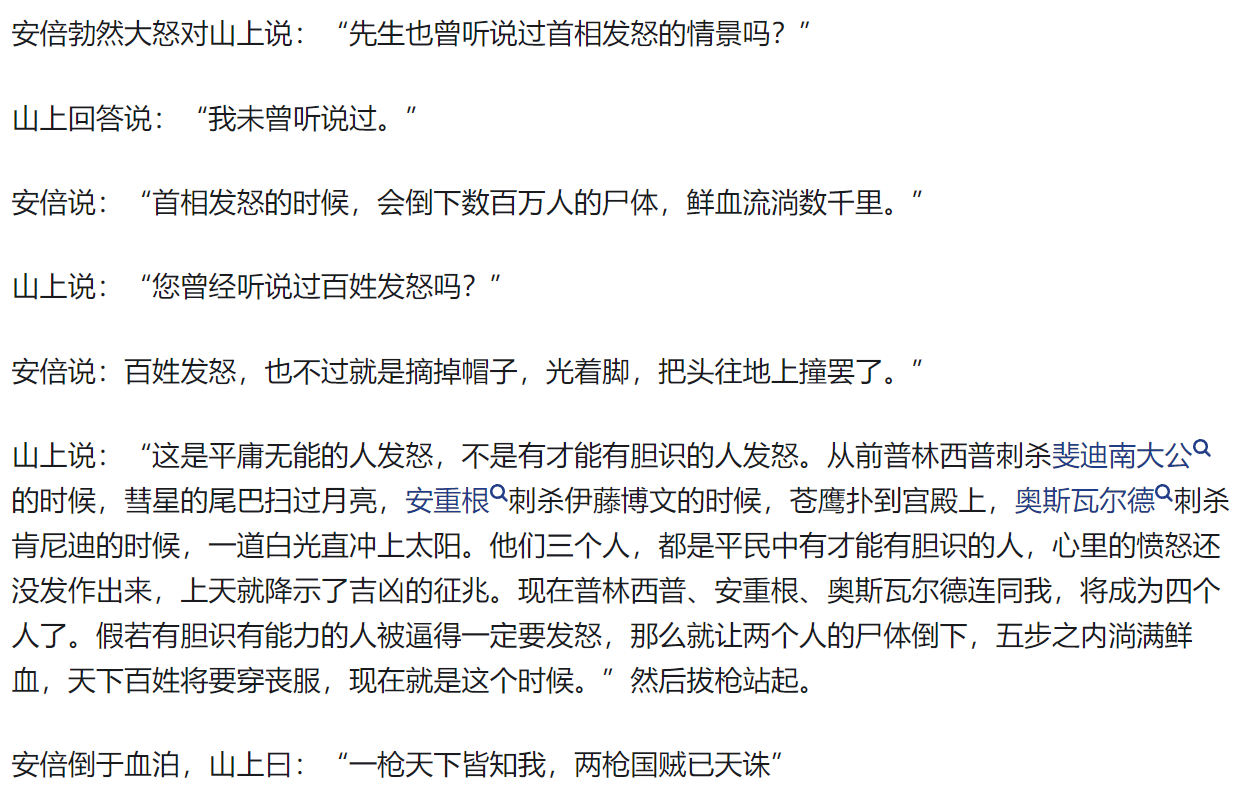 安倍勃然大怒对山上说：“先生也曾听说过首相发怒的情景吗？”
山上回答说：“我未曾听说过。”
安倍说：“首相发怒的时候，会倒下数百万人的尸体，鲜血流淌数千里。”
山上说：“您曾经听说过百姓发怒吗？”
安倍说：百姓发怒，也不过就是摘掉帽子，光着脚，把头往地上撞罢了。”
山上说：“这是平庸无能的人发怒，不是有才能有胆识的人发怒。从前普林西普刺杀斐迪南大公
的时候，彗星的尾巴扫过月亮，安重根刺杀伊藤博文的时候，苍鹰扑到宫殿上，奥斯瓦尔德刺杀
肯尼迪的时候，一道白光直冲上太阳。他们三个人，都是平民中有才能有胆识的人，心里的愤怒还
没发作出来，上天就降示了吉凶的征兆。现在普林西普、安重根、奥斯瓦尔德连同我，将成为四个
人了。假若有胆识有能力的人被逼得一定要发怒，那么就让两个人的尸体倒下，五步之内淌满鲜
血，天下百姓将要穿丧服，现在就是这个时候。”然后拔枪站起。
安倍倒于血泊，山上曰：“一枪天下皆知我，两枪国贼已天诛”